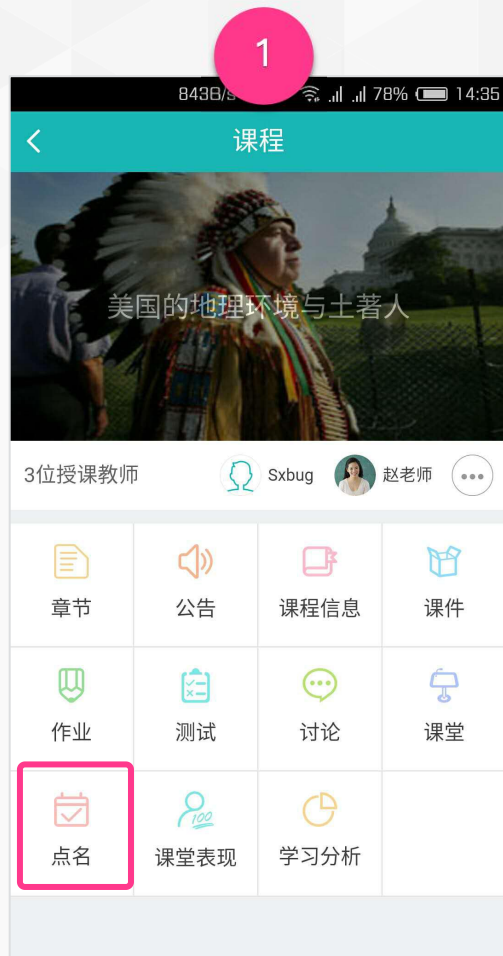 1
843B/s 78% 14:35
课程
美国的地理环境与土著人
3位授课教师 Sxbug 赵老师
章节 公告 课程信息 课件
作业 测试 讨论 课堂
100
点名 课堂表现 学习分析